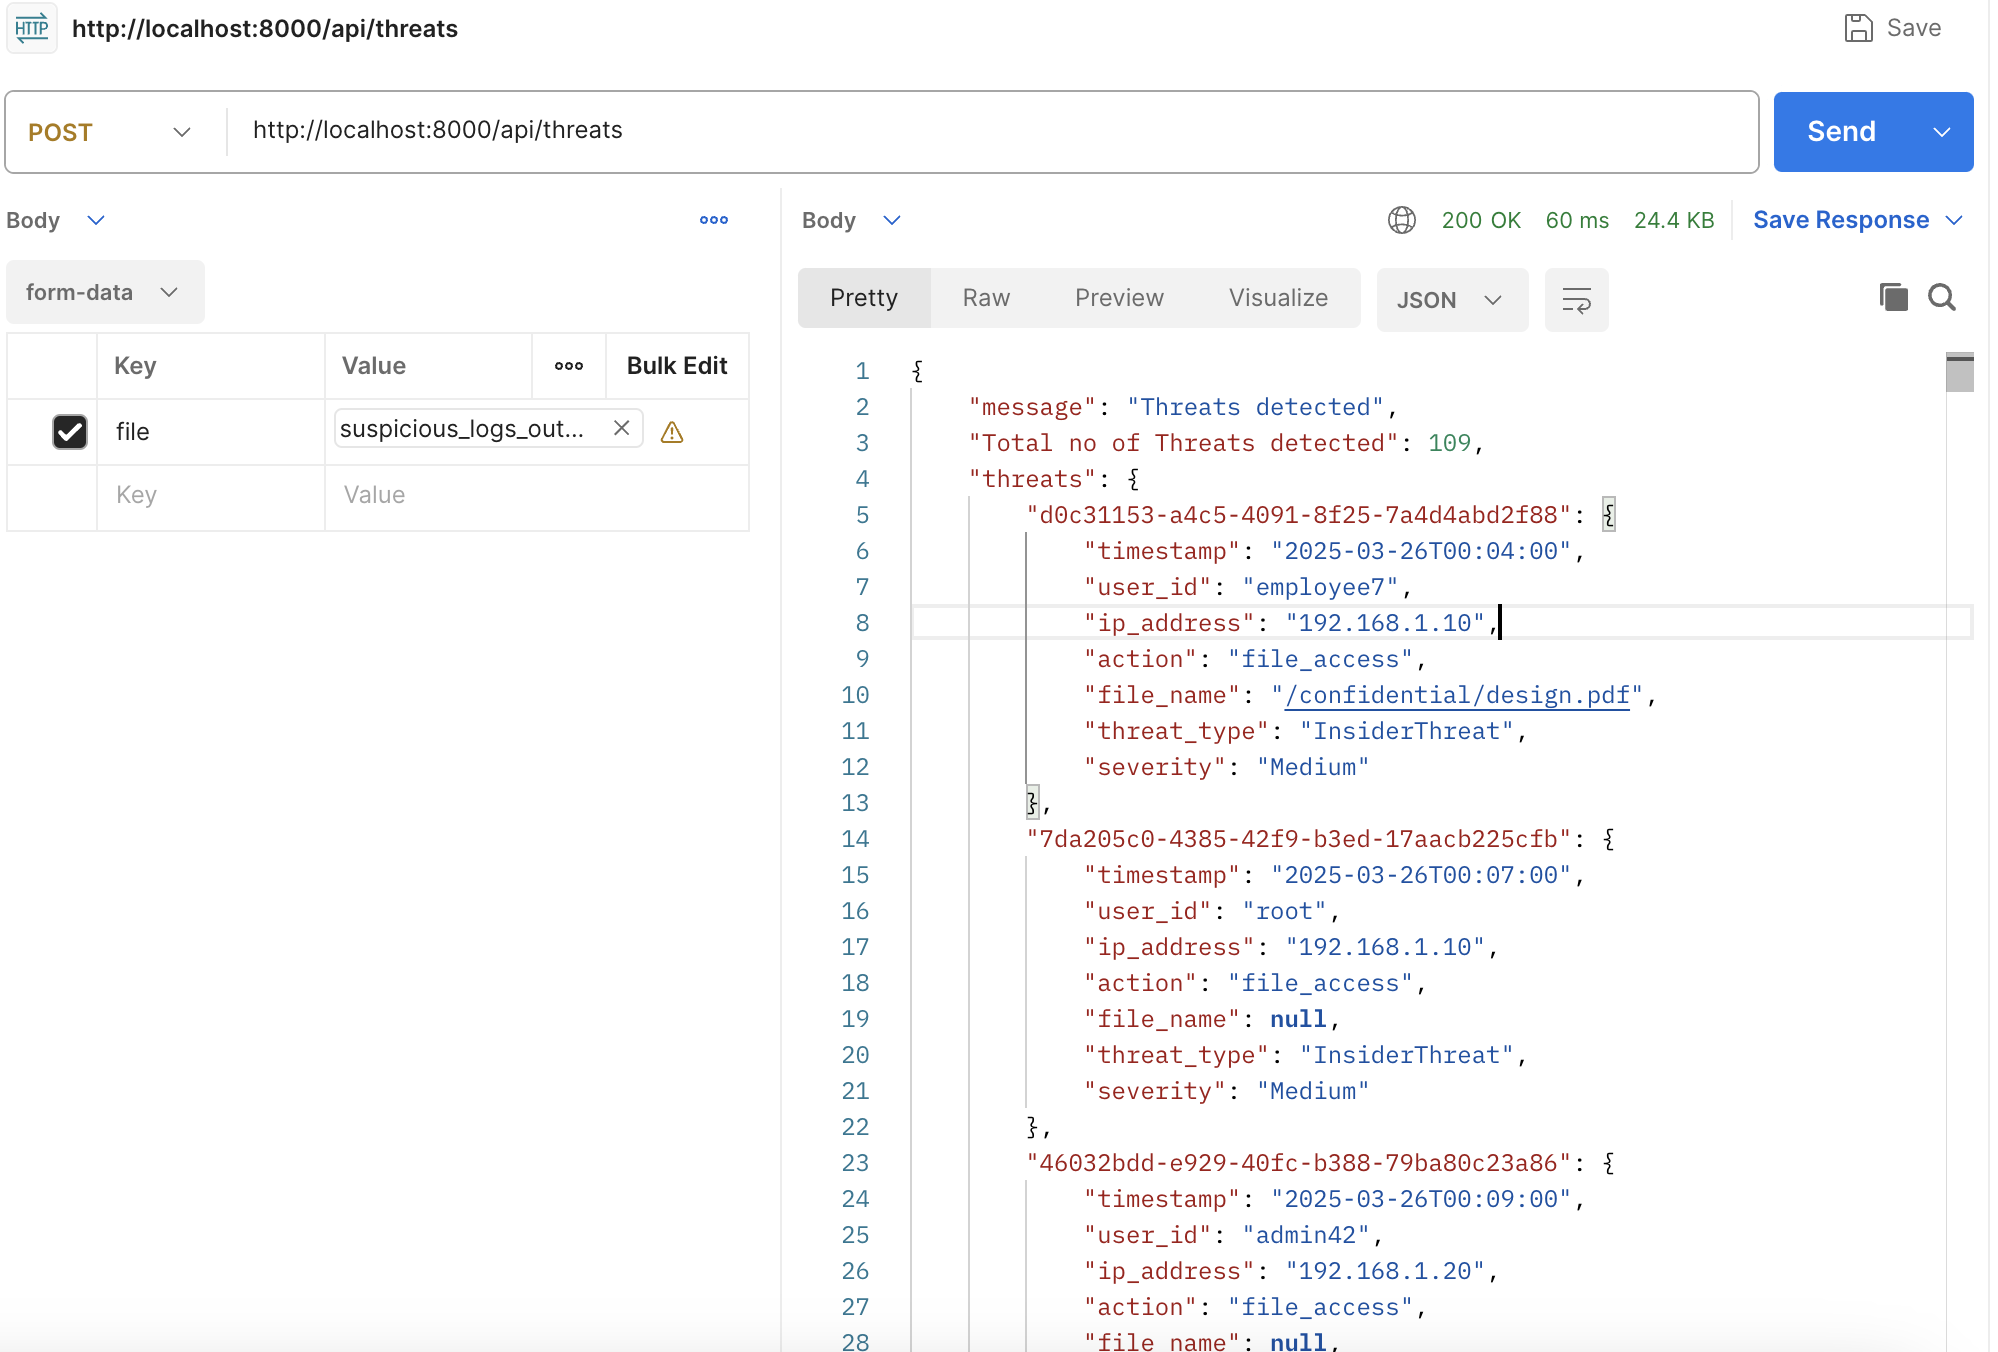 HTTP http://localhost:8000/api/threats Save
POST http://localhost:8000/api/threats Send
Body
form-data
Key Value Bulk Edit
file suspicious_logs_out...
Key Value
Body 200 OK 60 ms 24.4 KB Save Response
Pretty Raw Preview Visualize JSON
1 {
2 "message": "Threats detected",
3 "Total no of Threats detected": 109,
4 "threats": {
5 "d0c31153-a4c5-4091-8f25-7a4d4abd2f88": {
6 "timestamp": "2025-03-26T00:04:00",
7 "user_id": "employee7",
8 "ip_address": "192.168.1.10",
9 "action": "file_access",
10 "file_name": "/confidential/design.pdf",
11 "threat_type": "InsiderThreat",
12 "severity": "Medium"
13 },
14 "7da205c0-4385-42f9-b3ed-17aacb225cfb": {
15 "timestamp": "2025-03-26T00:07:00",
16 "user_id": "root",
17 "ip_address": "192.168.1.10",
18 "action": "file_access",
19 "file_name": null,
20 "threat_type": "InsiderThreat",
21 "severity": "Medium"
22 },
23 "46032bdd-e929-40fc-b388-79ba80c23a86": {
24 "timestamp": "2025-03-26T00:09:00",
25 "user_id": "admin42",
26 "ip_address": "192.168.1.20",
27 "action": "file_access",
28 "file_name": null,